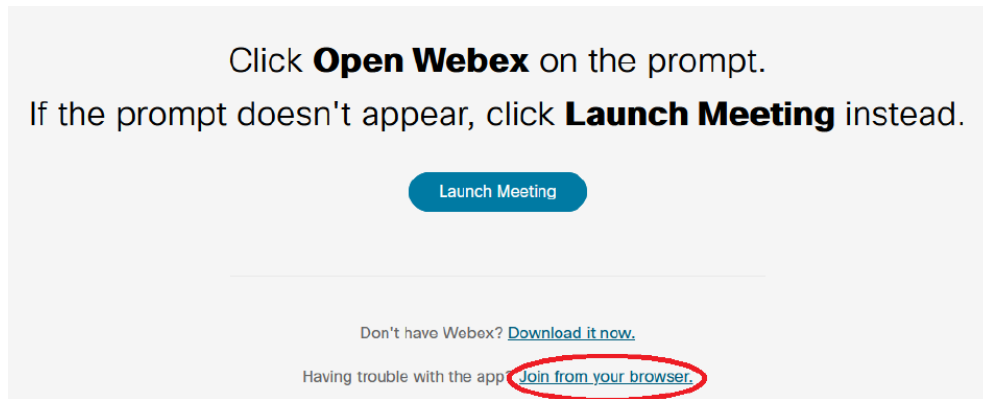 Click Open Webex on the prompt.
If the prompt doesn't appear, click Launch Meeting instead.
Launch Meeting
Don't have Webex? Download it now.
Having trouble with the app? Join from your browser.